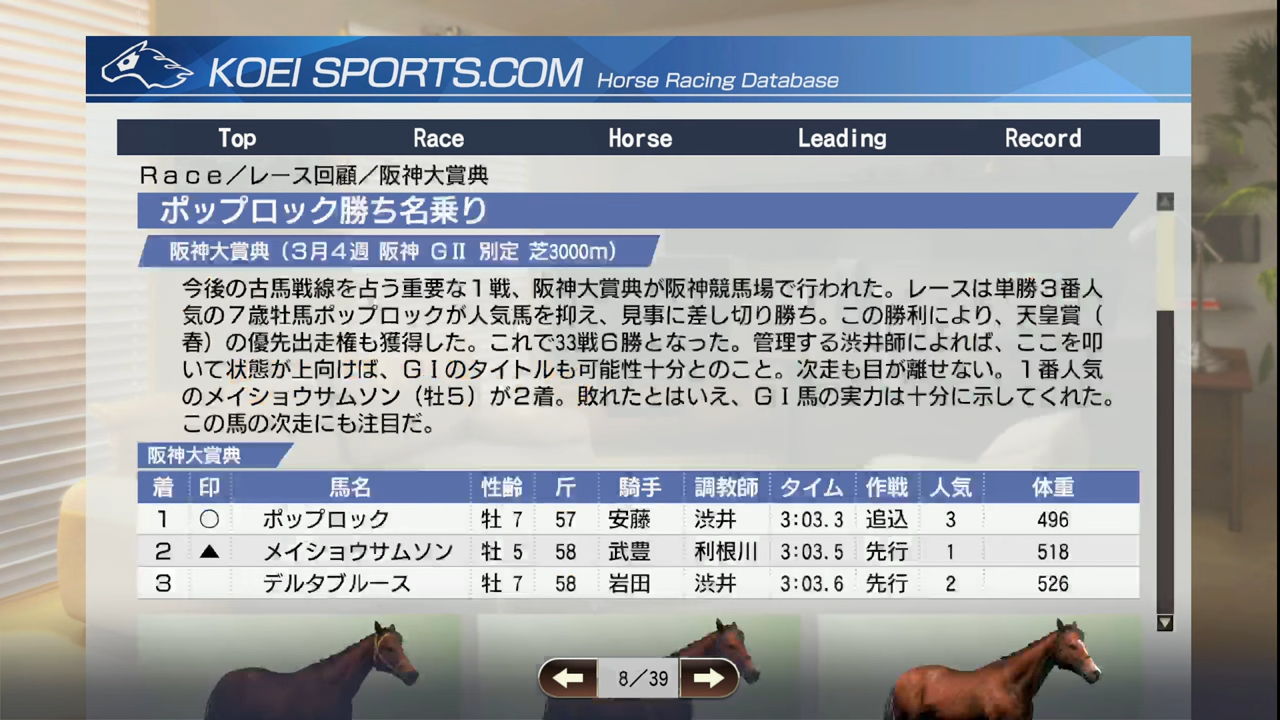 KOEI SPORTS.COM Horse Racing Database
Top Race Horse Leading Record
Ｒａｃｅ／レース回顧／阪神大賞典
ポップロック勝ち名乗り
阪神大賞典（３月４週 阪神 ＧⅡ 別定 芝3000ｍ）
今後の古馬戦線を占う重要な１戦、阪神大賞典が阪神競馬場で行われた。レースは単勝３番人
気の７歳牡馬ポップロックが人気馬を抑え、見事に差し切り勝ち。この勝利により、天皇賞（
春）の優先出走権も獲得した。これで33戦６勝となった。管理する渋井師によれば、ここを叩
いて状態が上向けば、ＧⅠのタイトルも可能性十分とのこと。次走も目が離せない。１番人気
のメイショウサムソン（牡５）が２着。敗れたとはいえ、ＧⅠ馬の実力は十分に示してくれた。
この馬の次走にも注目だ。
阪神大賞典
着 印 馬名 性齢 斤 騎手 調教師 タイム 作戦 人気 体重
1 ○ ポップロック 牡 7 57 安藤 渋井 3:03.3 追込 3 496
2 ▲ メイショウサムソン 牡 5 58 武豊 利根川 3:03.5 先行 1 518
3 デルタブルース 牡 7 58 岩田 渋井 3:03.6 先行 2 526
8／39